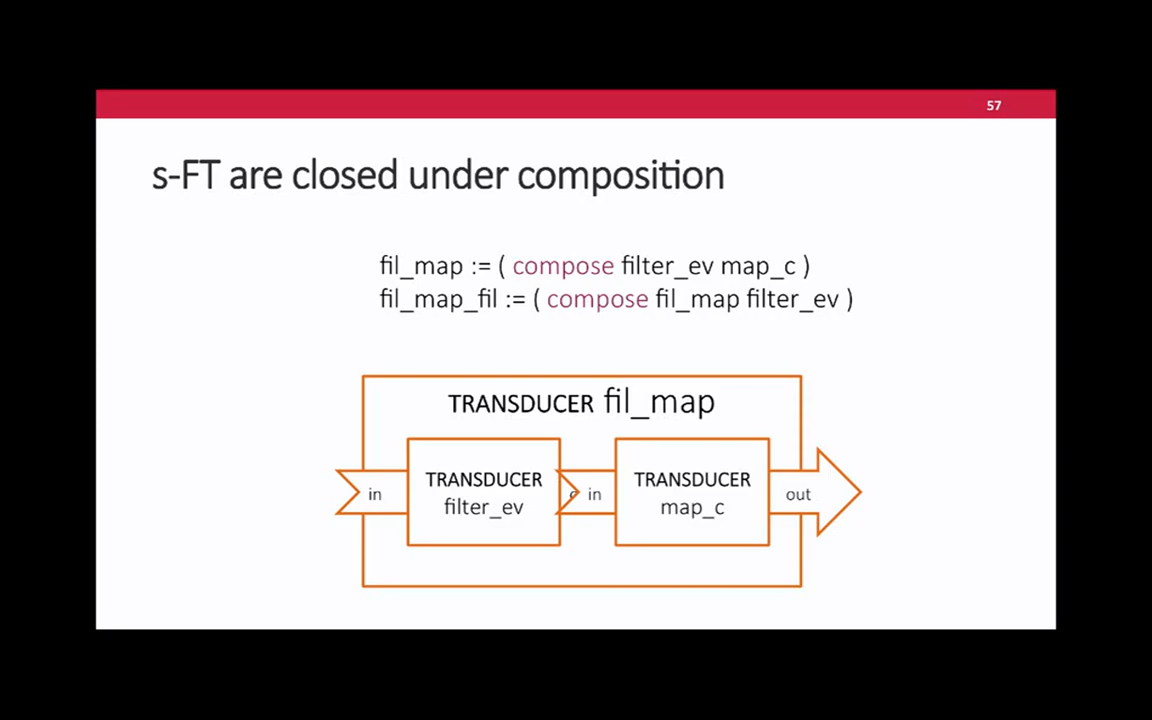 57
s-FT are closed under composition
fil_map := ( compose filter_ev map_c )
fil_map_fil := ( compose fil_map filter_ev )
TRANSDUCER fil_map
in
TRANSDUCER
filter_ev
in
TRANSDUCER
map_c
out